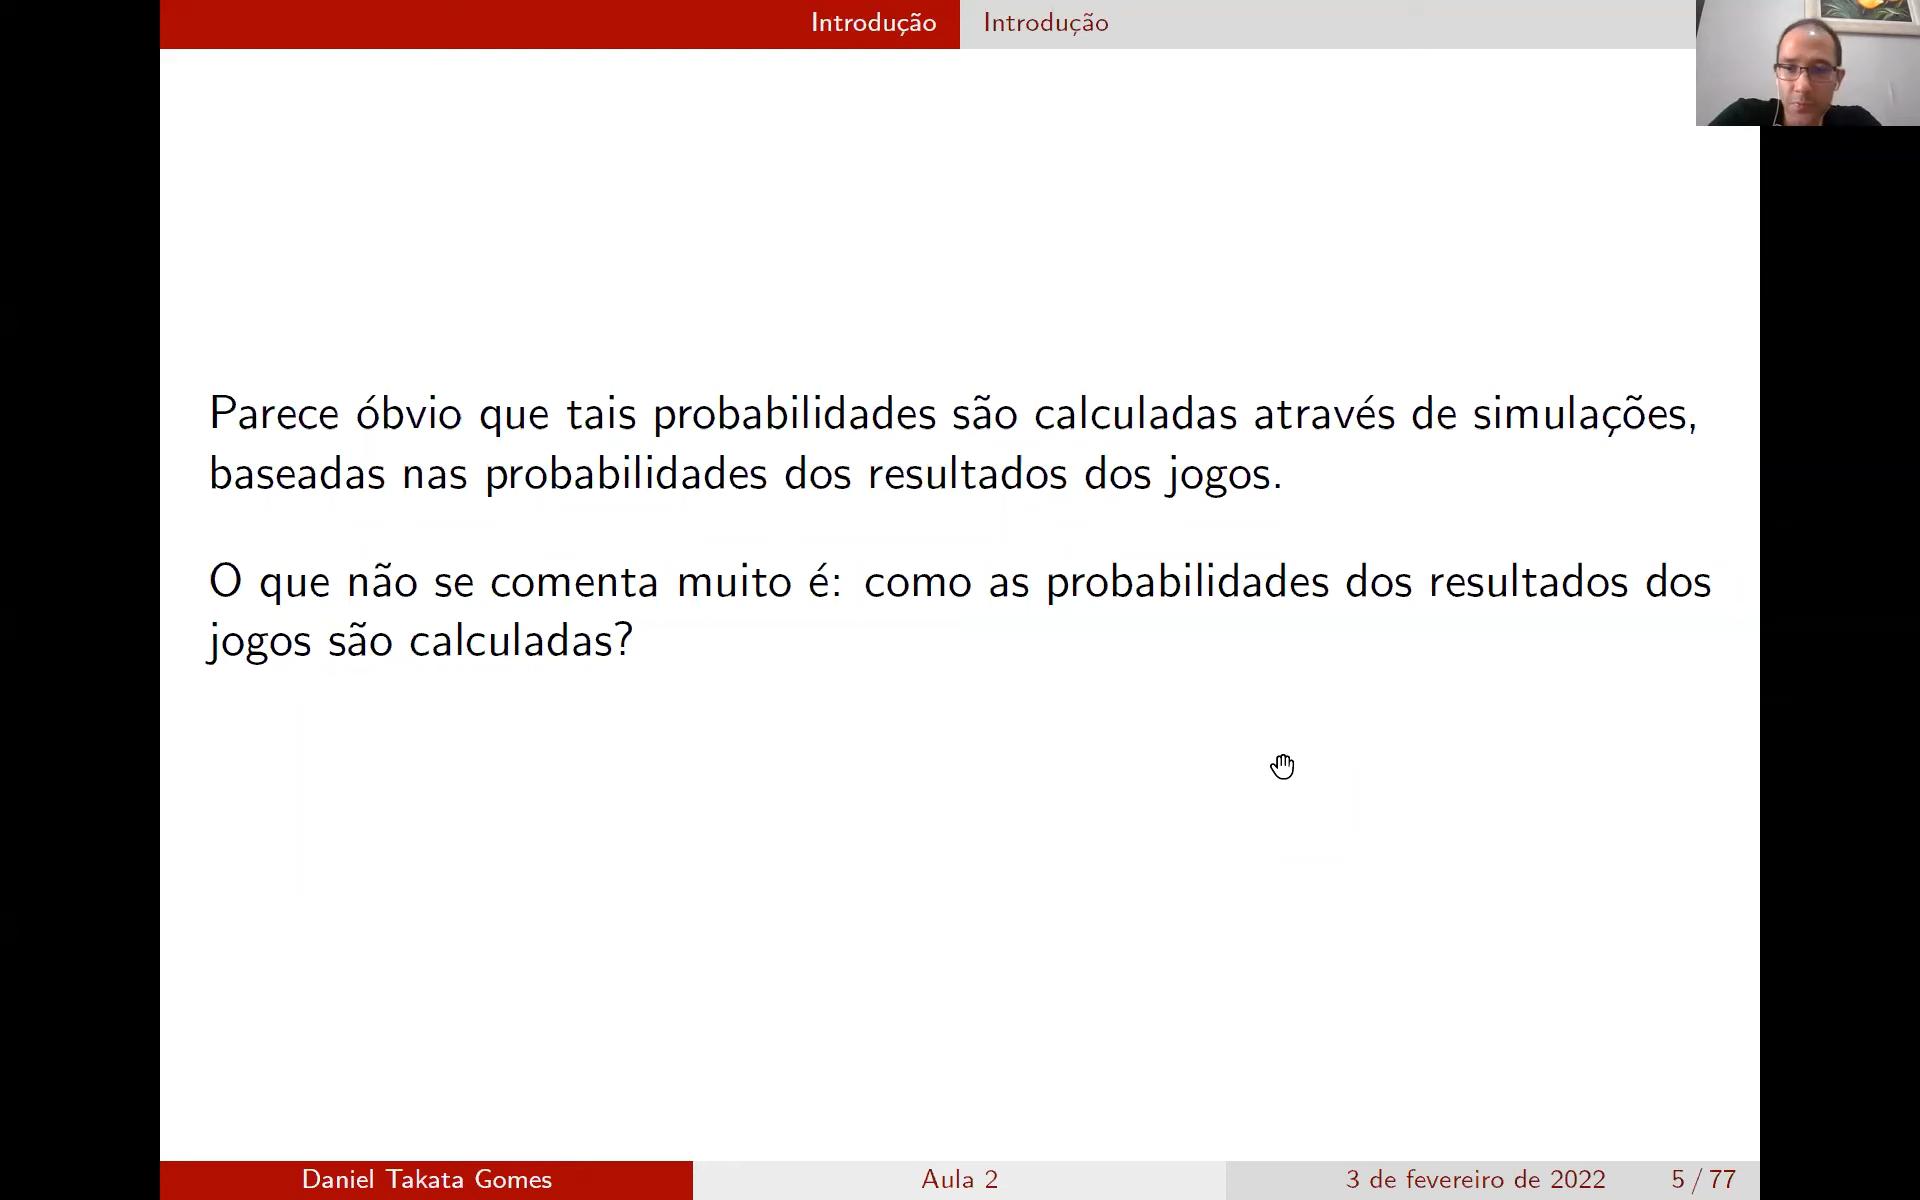 Introdução Introdução
Parece óbvio que tais probabilidades são calculadas através de simulações,
baseadas nas probabilidades dos resultados dos jogos.
O que não se comenta muito é: como as probabilidades dos resultados dos
jogos são calculadas?
Daniel Takata Gomes Aula 2 3 de fevereiro de 2022 5 / 77